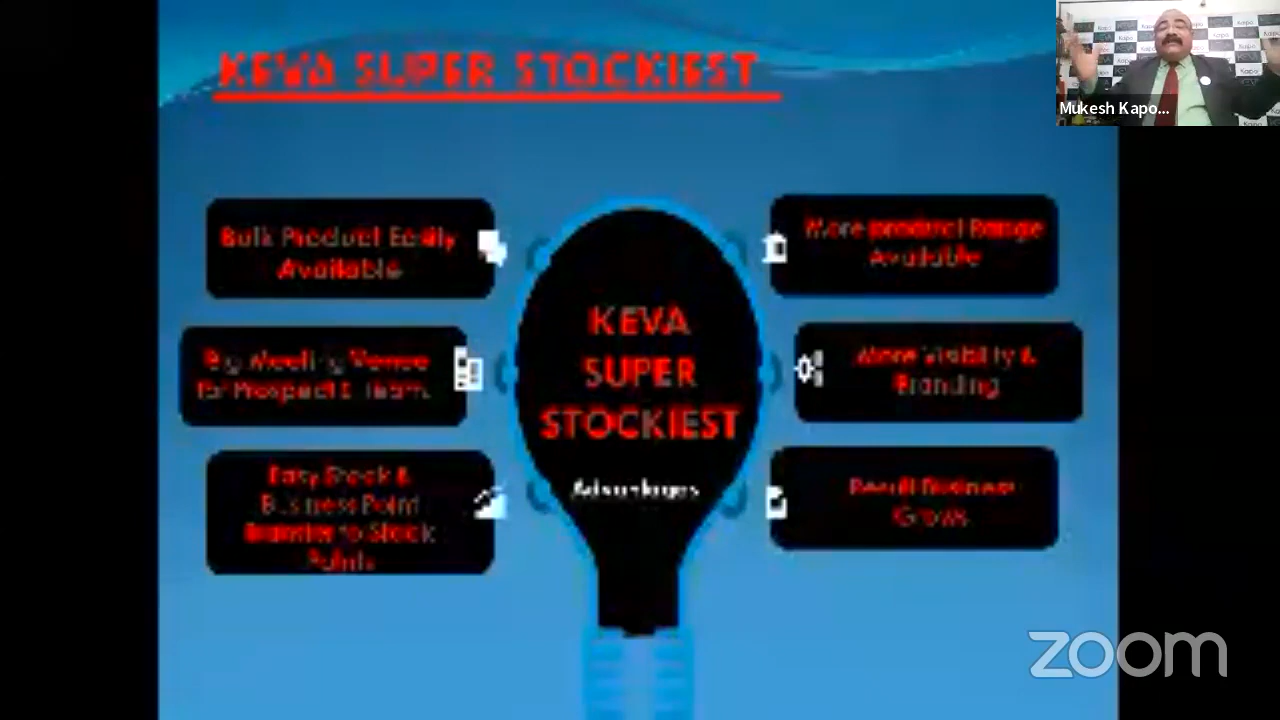 KEVA SUPER STOCKIEST
Mukesh Kapo...
Bulk Product Easily
Available
More product Range
Available
KEVA
SUPER
STOCKIEST
Advantages
Big Meeting Venue
for Prospect & Team.
More Visibility &
Branding
Easy Stock &
Business Point
Transfer to Stock
Points
Result Business
Grows
zoom